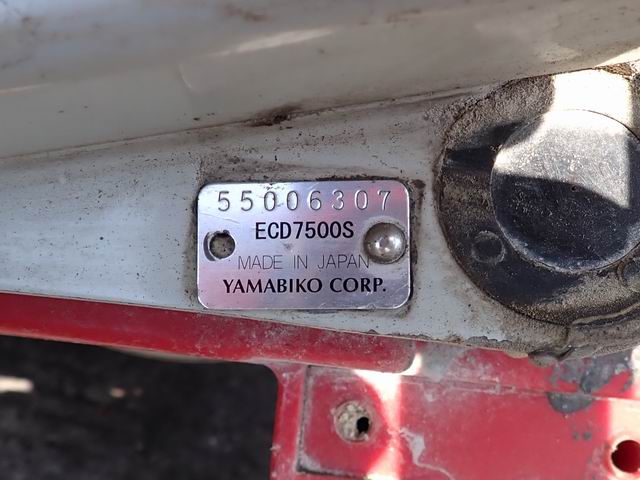 55006307
ECD7500S
MADE IN JAPAN
YAMABIKO CORP.